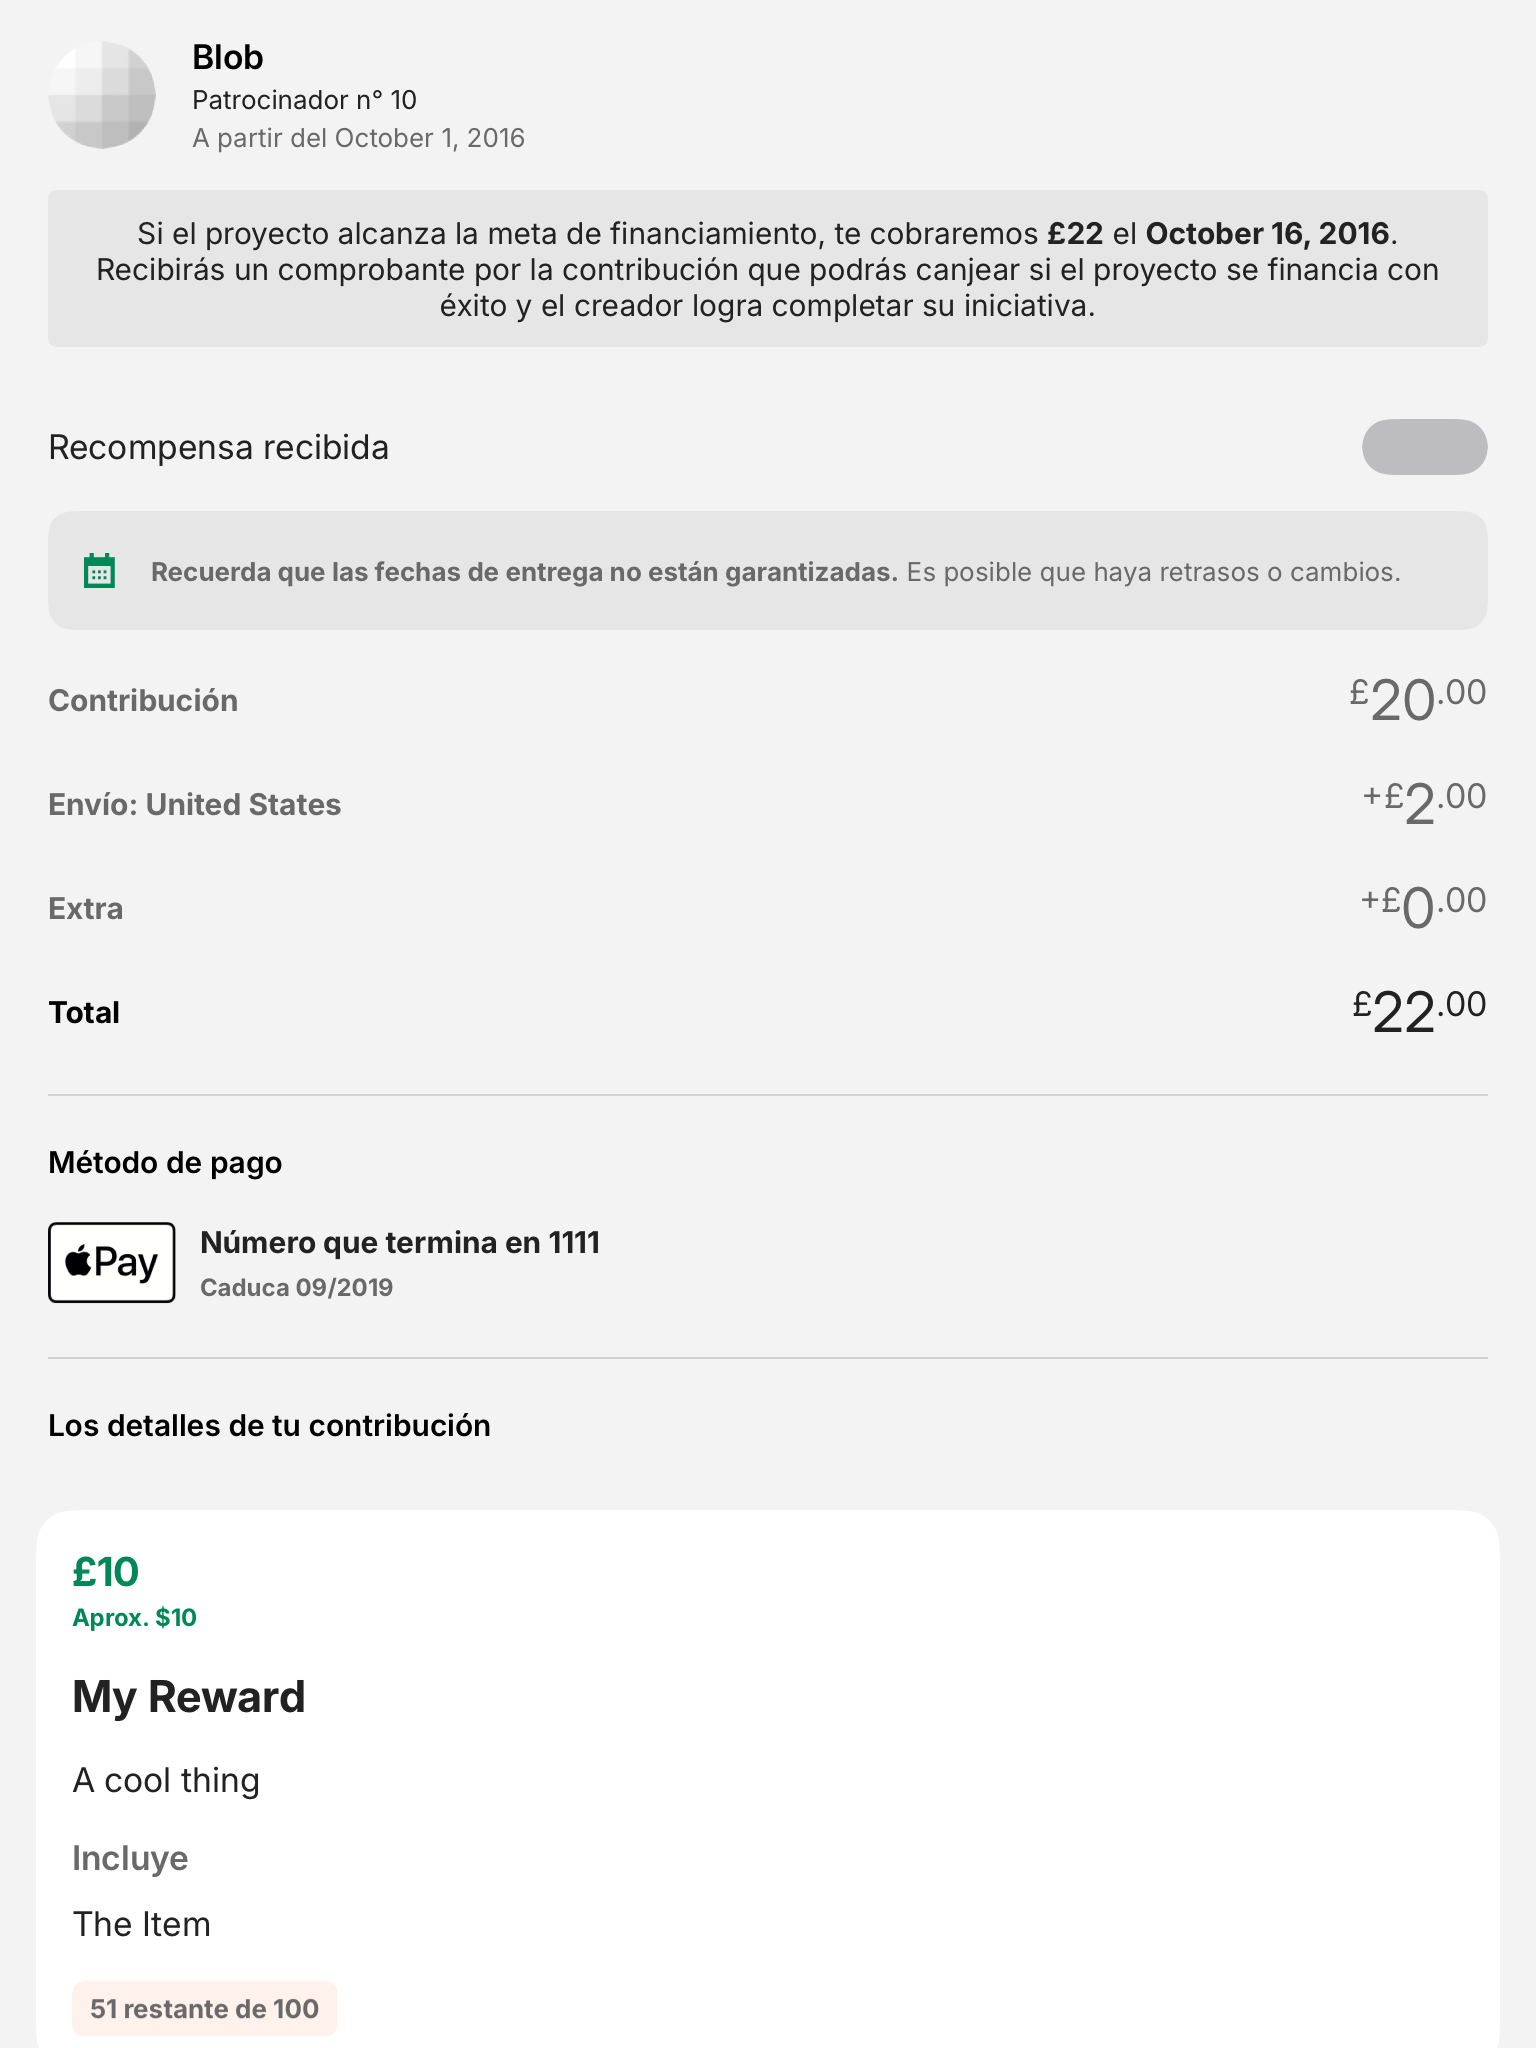 Blob
Patrocinador n° 10
A partir del October 1, 2016
Si el proyecto alcanza la meta de financiamiento, te cobraremos £22 el October 16, 2016.
Recibirás un comprobante por la contribución que podrás canjear si el proyecto se financia con
éxito y el creador logra completar su iniciativa.
Recompensa recibida
Recuerda que las fechas de entrega no están garantizadas. Es posible que haya retrasos o cambios.
Contribución £20.00
Envío: United States +£2.00
Extra +£0.00
Total £22.00
Método de pago
Pay
Número que termina en 1111
Caduca 09/2019
Los detalles de tu contribución
£10
Aprox. $10
My Reward
A cool thing
Incluye
The Item
51 restante de 100